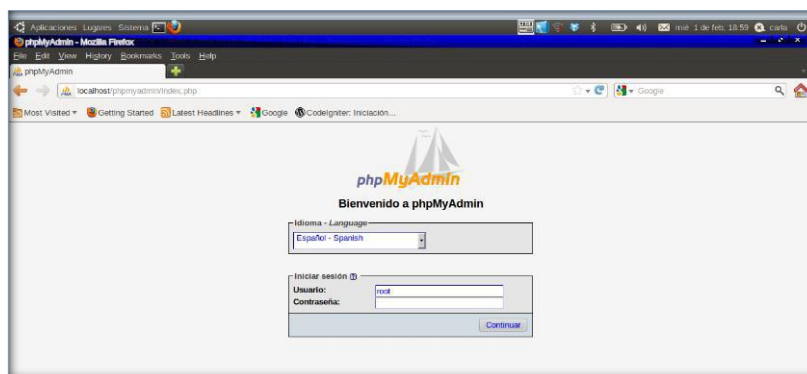 Aplicaciones Lugares Sistema mié 1 de feb, 18:59 carla
phpMyAdmin - Mozilla Firefox
File Edit View History Bookmarks Tools Help
phpMyAdmin
localhost/phpmyadmin/index.php Google
Most Visited Getting Started Latest Headlines Google CodeIgniter: Iniciación...
phpMyAdmin
Bienvenido a phpMyAdmin
Idioma - Language
Español - Spanish
Iniciar sesión
Usuario: root
Contraseña:
Continuar